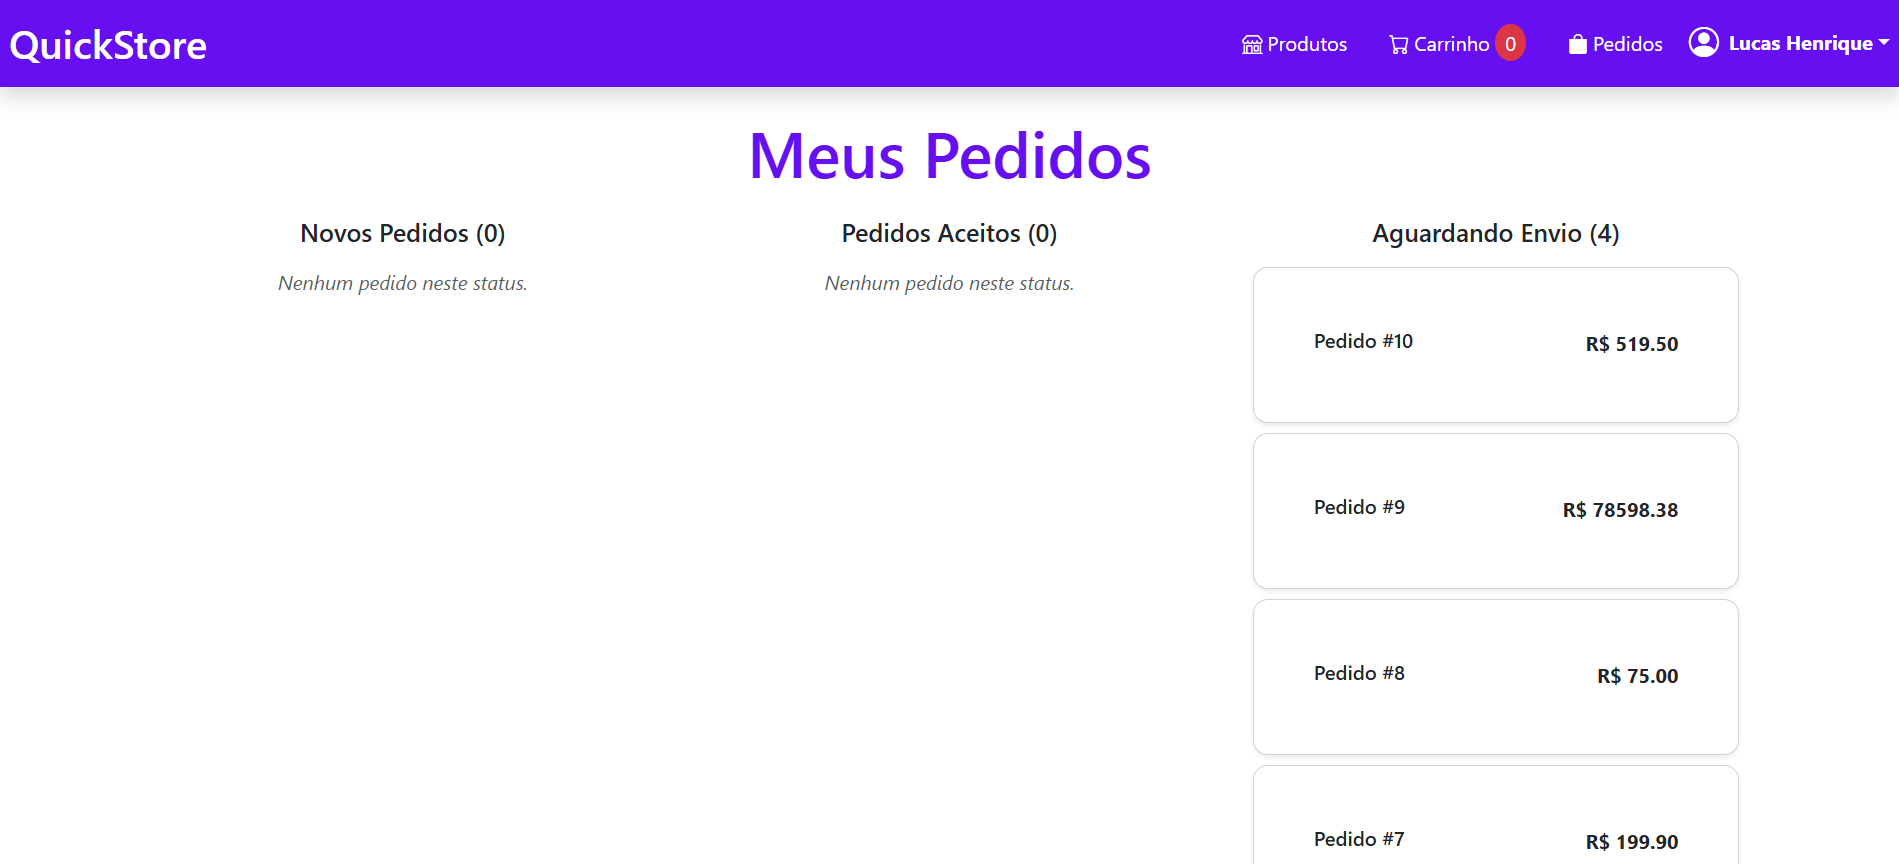 QuickStore
Produtos
Carrinho 0
Pedidos
Lucas Henrique
Meus Pedidos
Novos Pedidos (0)
Nenhum pedido neste status.
Pedidos Aceitos (0)
Nenhum pedido neste status.
Aguardando Envio (4)
Pedido #10 R$ 519.50
Pedido #9 R$ 78598.38
Pedido #8 R$ 75.00
Pedido #7 R$ 199.90